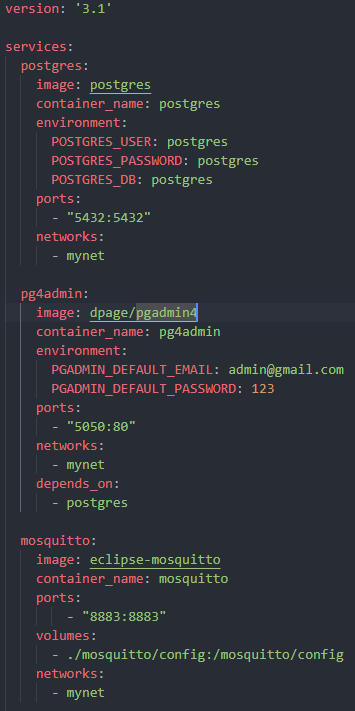 version: '3.1'

services:
  postgres:
    image: postgres
    container_name: postgres
    environment:
      POSTGRES_USER: postgres
      POSTGRES_PASSWORD: postgres
      POSTGRES_DB: postgres
    ports:
      - "5432:5432"
    networks:
      - mynet

  pg4admin:
    image: dpage/pgadmin4
    container_name: pg4admin
    environment:
      PGADMIN_DEFAULT_EMAIL: admin@gmail.com
      PGADMIN_DEFAULT_PASSWORD: 123
    ports:
      - "5050:80"
    networks:
      - mynet
    depends_on:
      - postgres

  mosquitto:
    image: eclipse-mosquitto
    container_name: mosquitto
    ports:
        - "8883:8883"
    volumes:
      - ./mosquitto/config:/mosquitto/config
    networks:
      - mynet